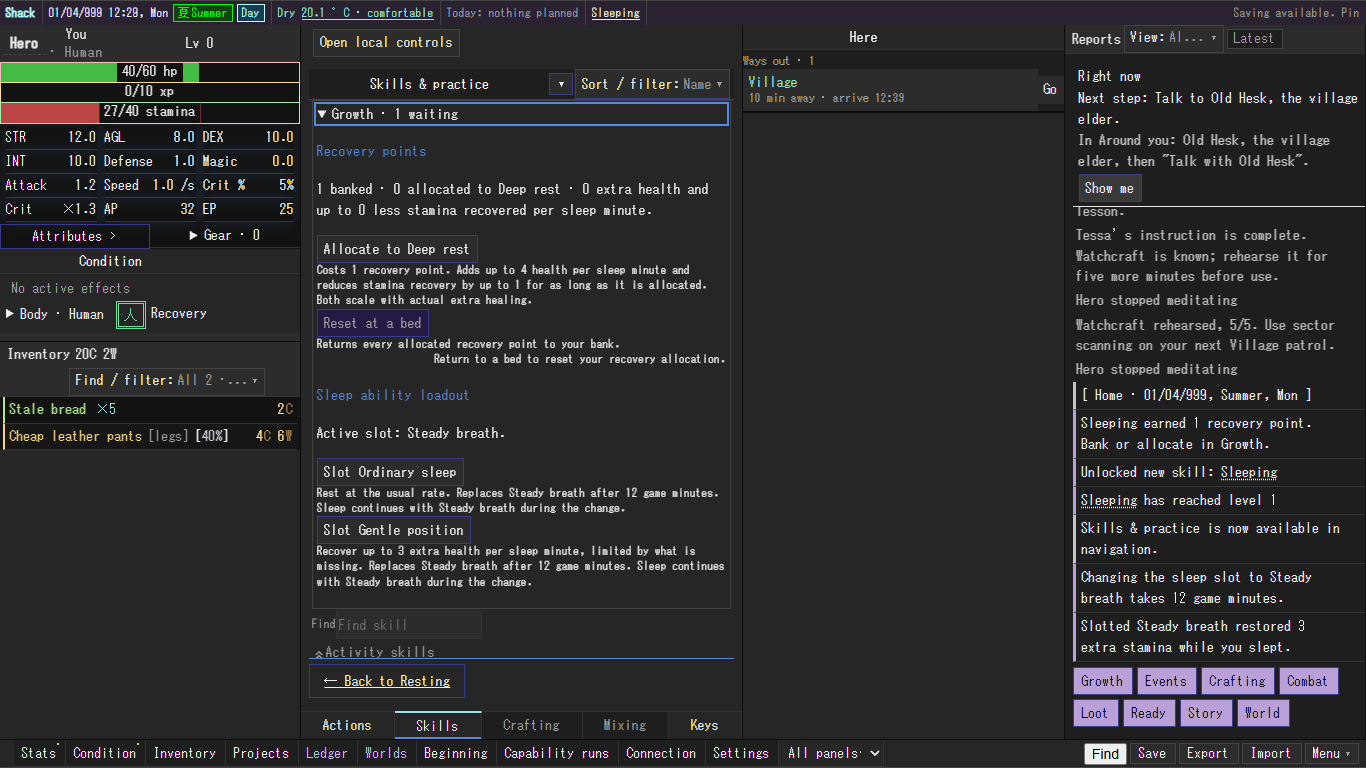 Shack 01/04/999 12:29, Mon 夏Summer Day Dry 20.1 °C · comfortable Today: nothing planned Sleeping Saving available. Pin
Hero · You Human Lv 0
40/60 hp
0/10 xp
27/40 stamina
STR 12.0 AGL 8.0 DEX 10.0
INT 10.0 Defense 1.0 Magic 0.0
Attack 1.2 Speed 1.0 /s Crit % 5%
Crit ×1.3 AP 32 EP 25
Attributes > ▶ Gear · 0
Condition
No active effects
▶ Body · Human 人 Recovery
Inventory 20C 2W
Find / filter: All 2 ·... ▾
Stale bread ×5 2C
Cheap leather pants [legs] [40%] 4C 6W
Open local controls
Skills & practice ▾ Sort / filter: Name ▾
▼ Growth · 1 waiting
Recovery points
1 banked · 0 allocated to Deep rest · 0 extra health and
up to 0 less stamina recovered per sleep minute.
Allocate to Deep rest
Costs 1 recovery point. Adds up to 4 health per sleep minute and
reduces stamina recovery by up to 1 for as long as it is allocated.
Both scale with actual extra healing.
Reset at a bed
Returns every allocated recovery point to your bank.
Return to a bed to reset your recovery allocation.
Sleep ability loadout
Active slot: Steady breath.
Slot Ordinary sleep
Rest at the usual rate. Replaces Steady breath after 12 game minutes.
Sleep continues with Steady breath during the change.
Slot Gentle position
Recover up to 3 extra health per sleep minute, limited by what is
missing. Replaces Steady breath after 12 game minutes. Sleep continues
with Steady breath during the change.
Find Find skill
Activity skills
← Back to Resting
Actions Skills Crafting Mixing Keys
Here
Ways out · 1
Village
10 min away · arrive 12:39
Go
Reports View: Al... ▾ Latest
Right now
Next step: Talk to Old Hesk, the village
elder.
In Around you: Old Hesk, the village
elder, then "Talk with Old Hesk".
Show me
lesson.
Tessa's instruction is complete.
Watchcraft is known; rehearse it for
five more minutes before use.
Hero stopped meditating
Watchcraft rehearsed, 5/5. Use sector
scanning on your next Village patrol.
Hero stopped meditating
[ Home · 01/04/999, Summer, Mon ]
Sleeping earned 1 recovery point.
Bank or allocate in Growth.
Unlocked new skill: Sleeping
Sleeping has reached level 1
Skills & practice is now available in
navigation.
Changing the sleep slot to Steady
breath takes 12 game minutes.
Slotted Steady breath restored 3
extra stamina while you slept.
Growth Events Crafting Combat
Loot Ready Story World
Stats Condition Inventory Projects Ledger Worlds Beginning Capability runs Connection Settings All panels Find Save Export Import Menu ▾